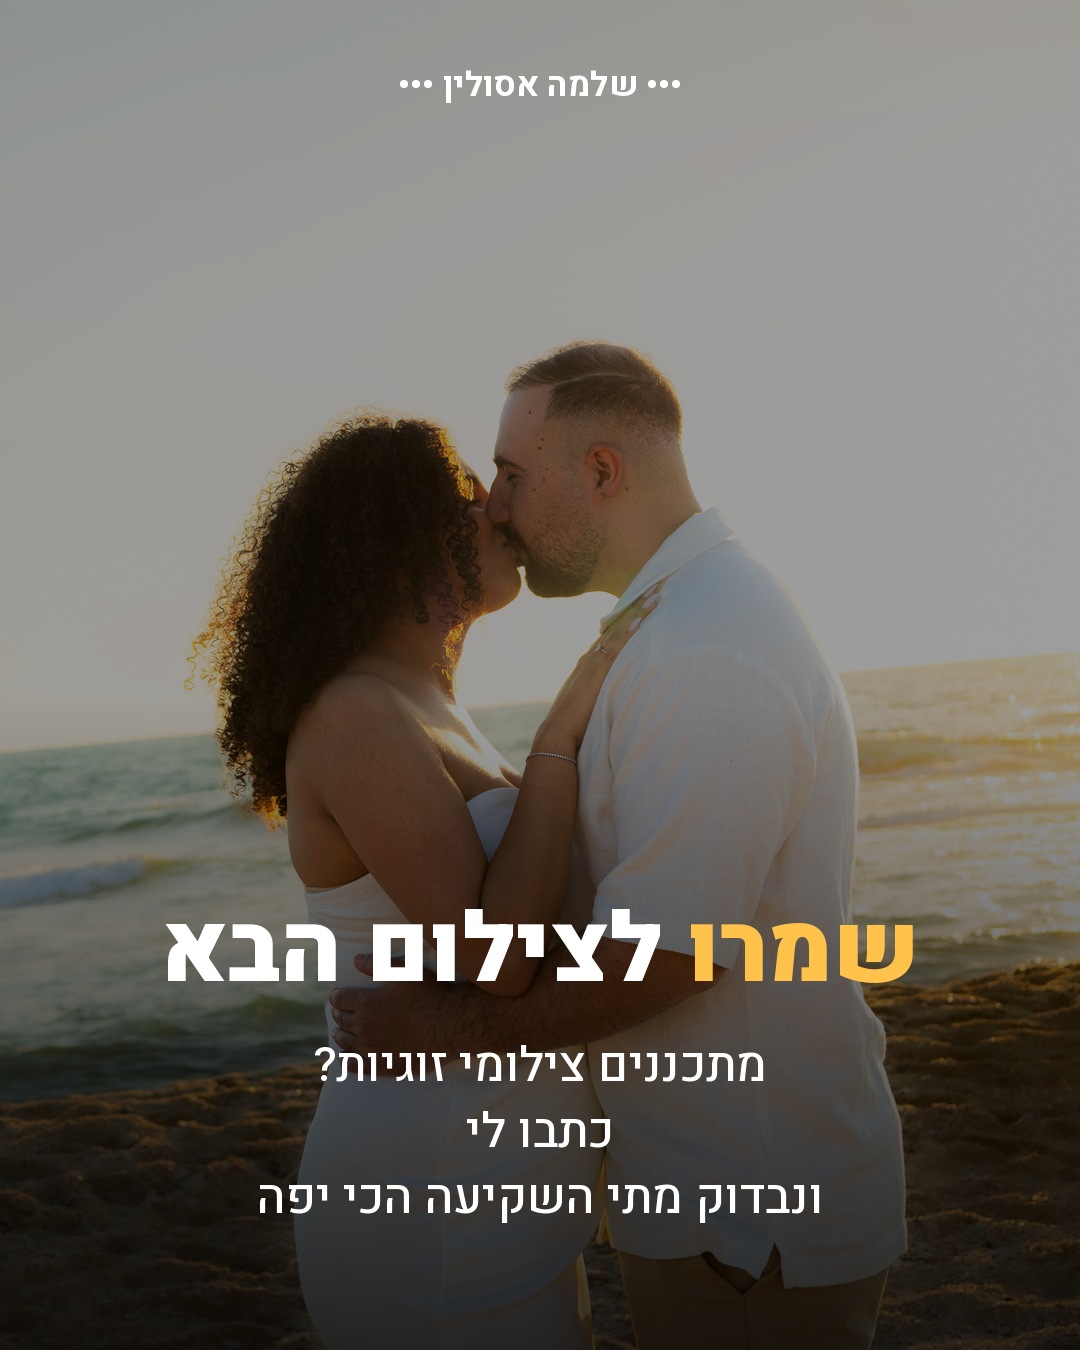 ••• שלמה אסולין •••
שמרו לצילום הבא
מתכננים צילומי זוגיות?
כתבו לי
ונבדוק מתי השקיעה הכי יפה